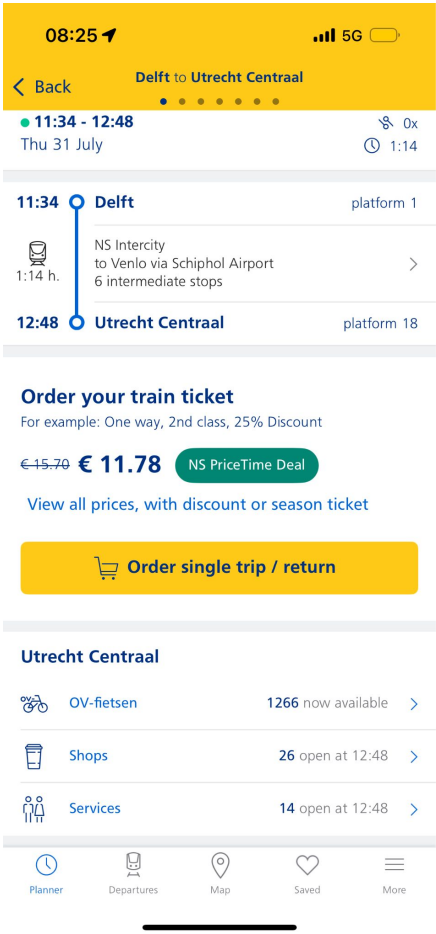 08:25
5G
Back
Delft to Utrecht Centraal
11:34 - 12:48
0x
Thu 31 July
1:14
11:34 Delft platform 1
NS Intercity
to Venlo via Schiphol Airport
6 intermediate stops
1:14 h.
12:48 Utrecht Centraal platform 18
Order your train ticket
For example: One way, 2nd class, 25% Discount
€ 15.70 € 11.78 NS PriceTime Deal
View all prices, with discount or season ticket
Order single trip / return
Utrecht Centraal
OV OV-fietsen 1266 now available
Shops 26 open at 12:48
Services 14 open at 12:48
Planner Departures Map Saved More